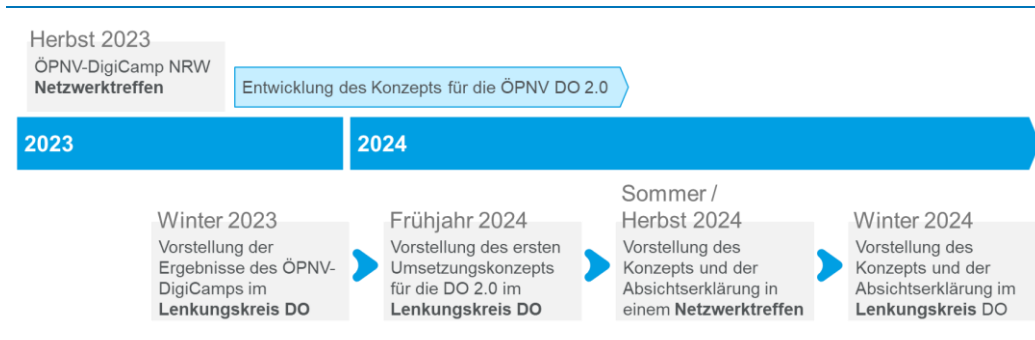 Herbst 2023
ÖPNV-DigiCamp NRW
Netzwerktreffen
Entwicklung des Konzepts für die ÖPNV DO 2.0
2023
2024
Winter 2023
Vorstellung der
Ergebnisse des ÖPNV-
DigiCamps im
Lenkungskreis DO
Frühjahr 2024
Vorstellung des ersten
Umsetzungskonzepts
für die DO 2.0 im
Lenkungskreis DO
Sommer /
Herbst 2024
Vorstellung des
Konzepts und der
Absichtserklärung in
einem Netzwerktreffen
Winter 2024
Vorstellung des
Konzepts und der
Absichtserklärung im
Lenkungskreis DO